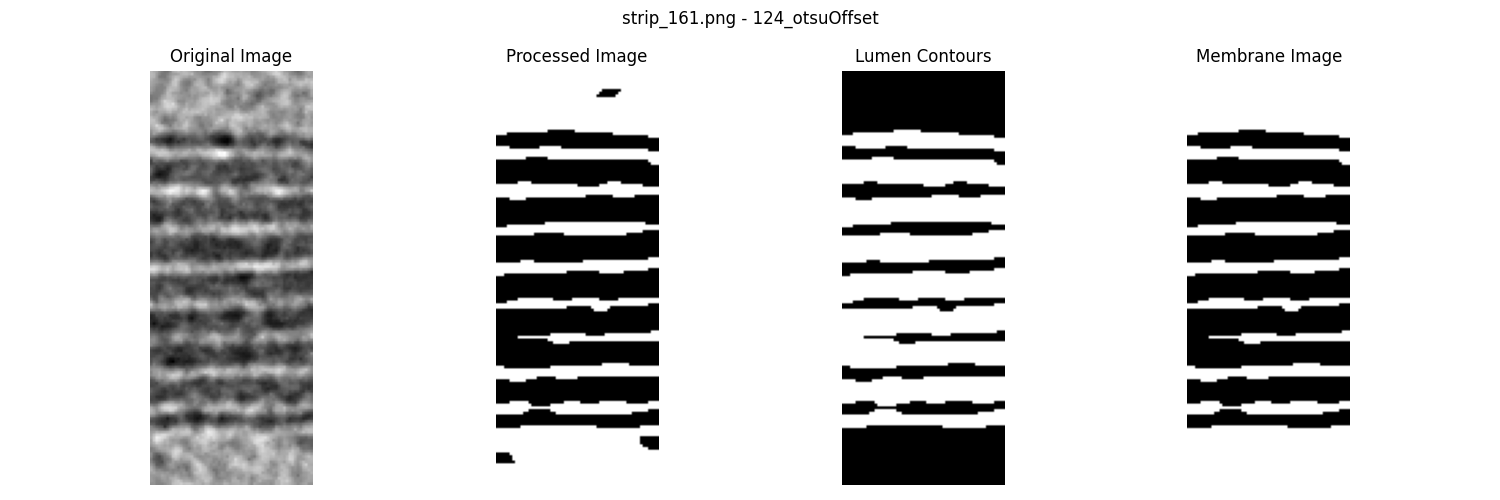 strip_161.png - 124_otsuOffset
Original Image
Processed Image
Lumen Contours
Membrane Image